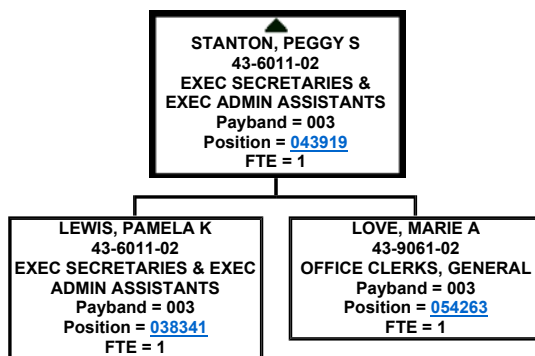 STANTON, PEGGY S
43-6011-02
EXEC SECRETARIES &
EXEC ADMIN ASSISTANTS
Payband = 003
Position = 043919
FTE = 1
LEWIS, PAMELA K
43-6011-02
EXEC SECRETARIES & EXEC
ADMIN ASSISTANTS
Payband = 003
Position = 038341
FTE = 1
LOVE, MARIE A
43-9061-02
OFFICE CLERKS, GENERAL
Payband = 003
Position = 054263
FTE = 1